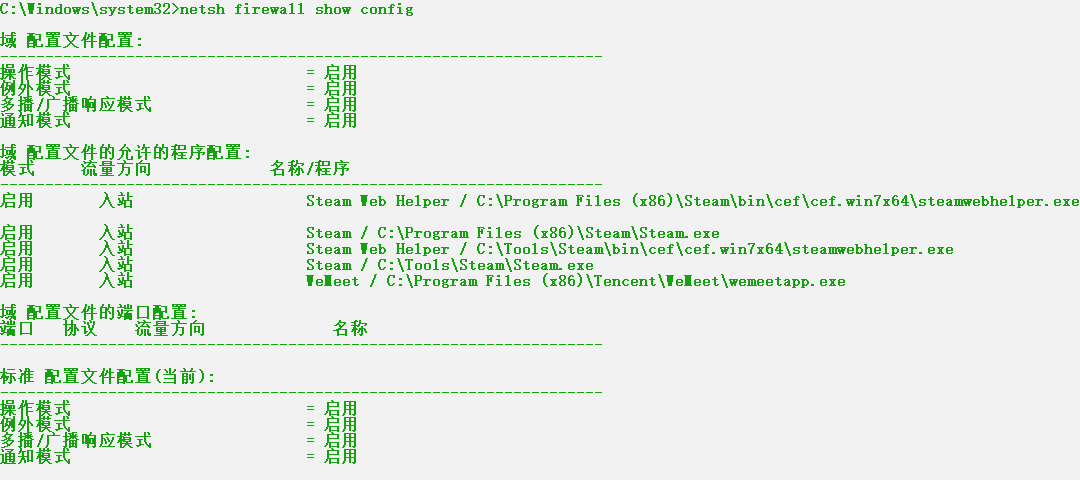 C:\Windows\system32>netsh firewall show config
域 配置文件配置:
-------------------------------------------------------------------
操作模式 = 启用
例外模式 = 启用
多播/广播响应模式 = 启用
通知模式 = 启用
域 配置文件的允许的程序配置:
模式 流量方向 名称/程序
-------------------------------------------------------------------
启用 入站 Steam Web Helper / C:\Program Files (x86)\Steam\bin\cef\cef.win7x64\steamwebhelper.exe
启用 入站 Steam / C:\Program Files (x86)\Steam\Steam.exe
启用 入站 Steam Web Helper / C:\Tools\Steam\bin\cef\cef.win7x64\steamwebhelper.exe
启用 入站 Steam / C:\Tools\Steam\Steam.exe
启用 入站 WeMeet / C:\Program Files (x86)\Tencent\WeMeet\wemeetapp.exe
域 配置文件的端口配置:
端口 协议 流量方向 名称
-------------------------------------------------------------------
标准 配置文件配置(当前):
-------------------------------------------------------------------
操作模式 = 启用
例外模式 = 启用
多播/广播响应模式 = 启用
通知模式 = 启用